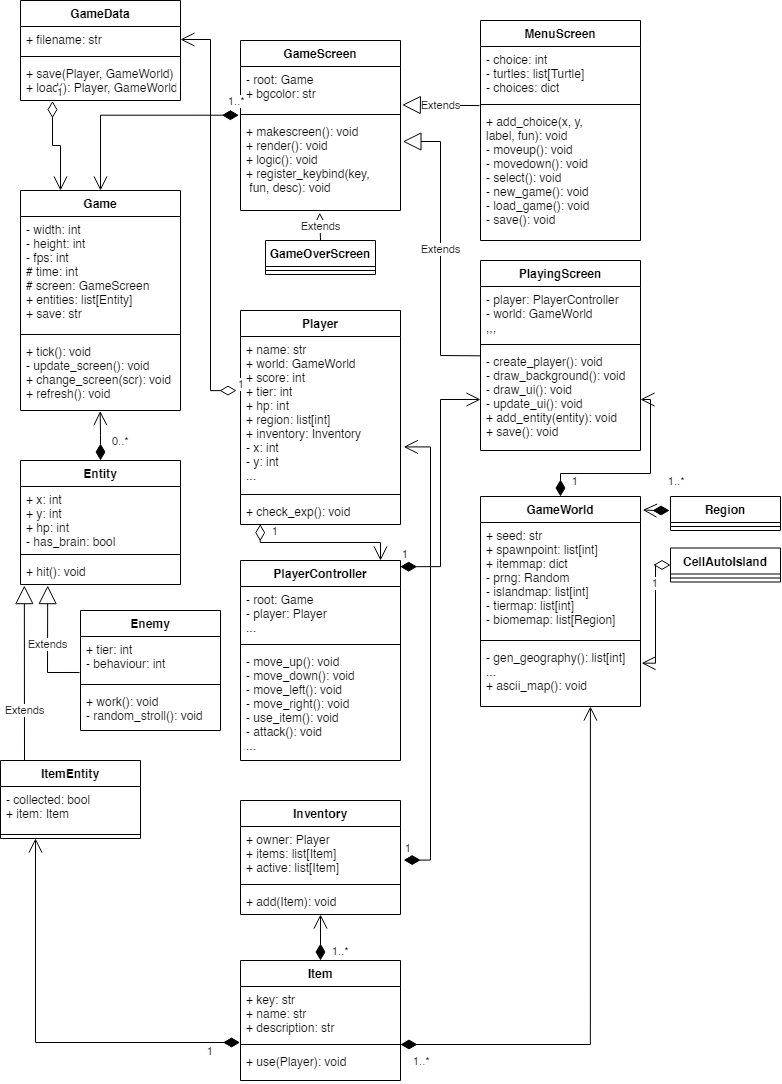 GameData
+ filename: str
+ save(Player, GameWorld)
+ load(): Player, GameWorld
1
GameScreen
- root: Game
+ bgcolor: str
+ makescreen(): void
+ render(): void
+ logic(): void
+ register_keybind(key,
fun, desc): void
1..*
MenuScreen
- choice: int
- turtles: list[Turtle]
- choices: dict
+ add_choice(x, y,
label, fun): void
- moveup(): void
- movedown(): void
- select(): void
- new_game(): void
- load_game(): void
- save(): void
Extends
Game
- width: int
- height: int
- fps: int
# time: int
# screen: GameScreen
+ entities: list[Entity]
+ save: str
+ tick(): void
- update_screen(): void
+ change_screen(scr): void
+ refresh(): void
Extends
GameOverScreen
Extends
PlayingScreen
- player: PlayerController
- world: GameWorld
,,,
- create_player(): void
- draw_background(): void
- draw_ui(): void
- update_ui(): void
+ add_entity(entity): void
+ save(): void
Player
+ name: str
+ world: GameWorld
+ score: int
+ tier: int
+ hp: int
+ region: list[int]
+ inventory: Inventory
- x: int
- y: int
...
+ check_exp(): void
1
1
0..*
Entity
+ x: int
+ y: int
+ hp: int
- has_brain: bool
+ hit(): void
1
GameWorld
+ seed: str
+ spawnpoint: list[int]
+ itemmap: dict
- prng: Random
- islandmap: list[int]
- tiermap: list[int]
- biomemap: list[Region]
- gen_geography(): list[int]
...
+ ascii_map(): void
1..*
Region
CellAutoIsland
1
1
PlayerController
- root: Game
- player: Player
...
- move_up(): void
- move_down(): void
- move_left(): void
- move_right(): void
- use_item(): void
- attack(): void
...
Extends
Enemy
+ tier: int
- behaviour: int
+ work(): void
- random_stroll(): void
Extends
ItemEntity
- collected: bool
+ item: Item
Inventory
+ owner: Player
+ items: list[Item]
+ active: list[Item]
+ add(Item): void
1
1..*
Item
+ key: str
+ name: str
+ description: str
+ use(Player): void
1
1..*